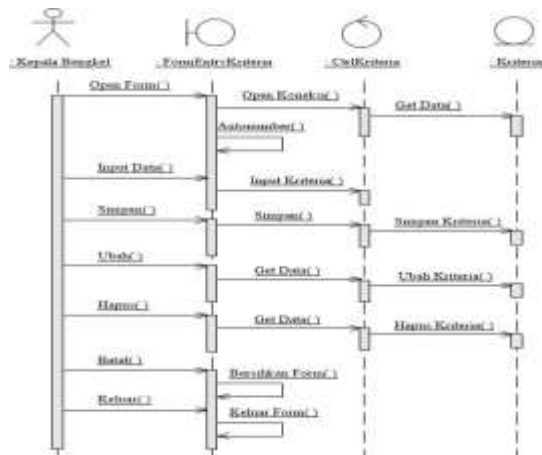 : Kepala Bengkel
: FormEntryKriteria
: CtrlKriteria
: Kriteria
Open Form( )
Open Koneksi( )
Get Data( )
Autonumber( )
Input Data( )
Input Kriteria( )
Simpan( )
Simpan( )
Simpan Kriteria( )
Ubah( )
Get Data( )
Ubah Kriteria( )
Hapus( )
Get Data( )
Hapus Kriteria( )
Batal( )
Bersihkan Form( )
Keluar( )
Keluar Form( )